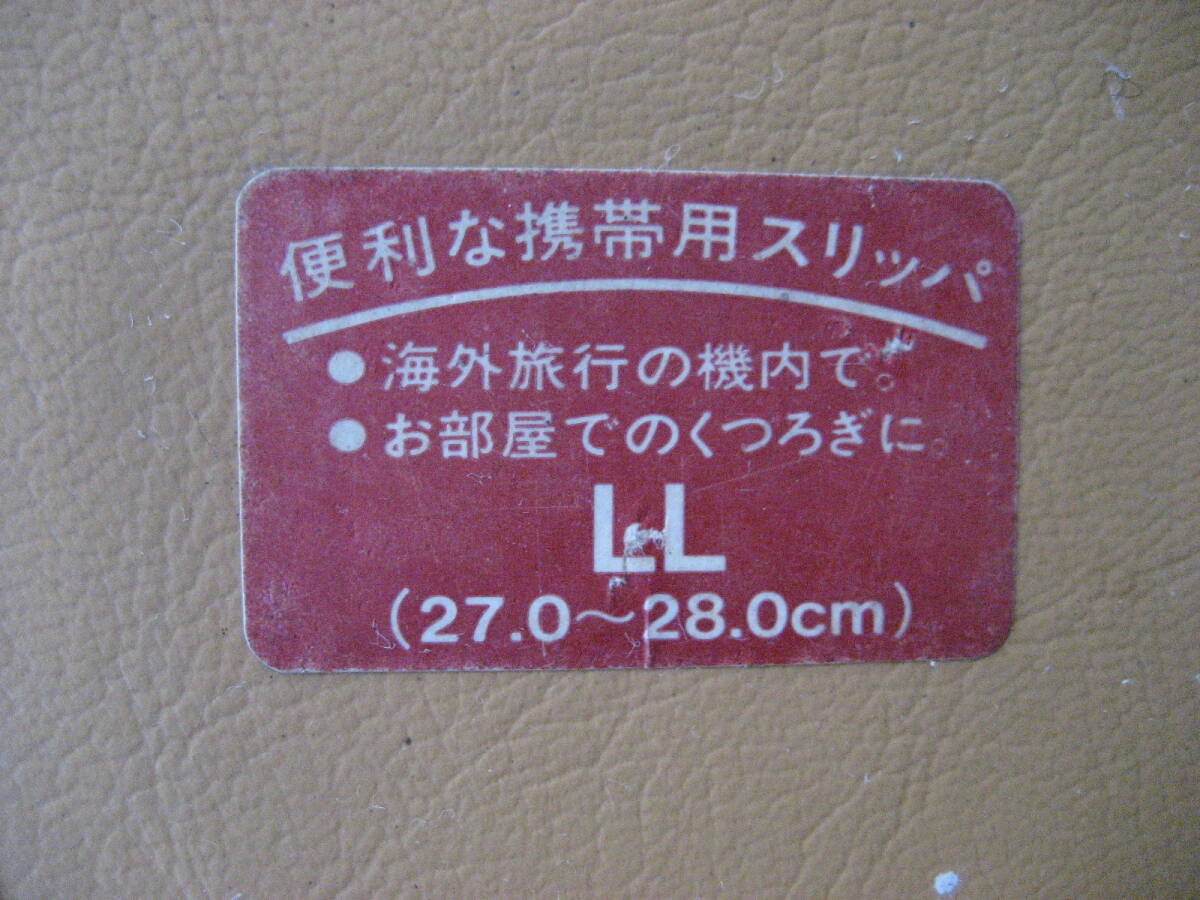 便利な携帯用スリッパ
●海外旅行の機内で。
●お部屋でのくつろぎに。
LL
(27.0〜28.0cm)